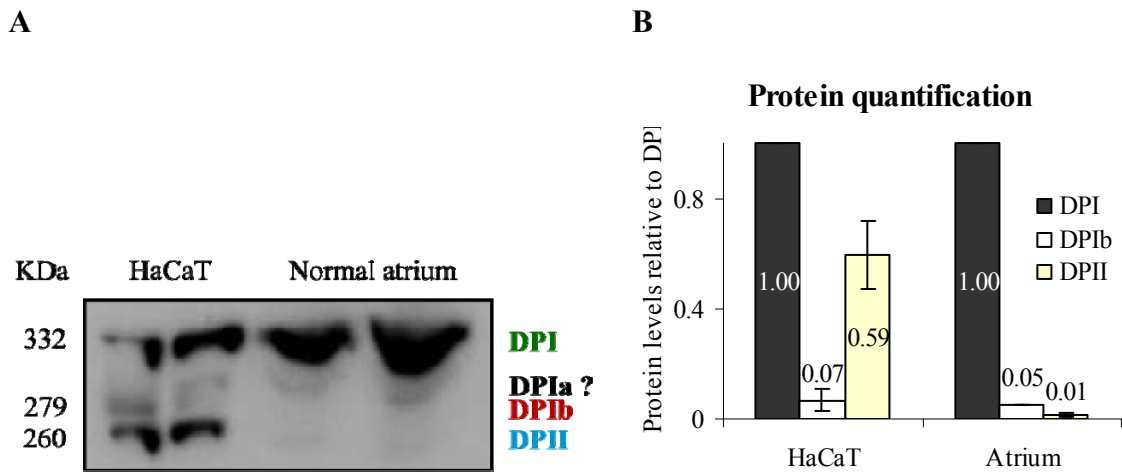 A
KDa
HaCaT
Normal atrium
332
279
260
DPI
DPIa ?
DPIb
DPII
B
Protein quantification
Protein levels relative to DPI
0.8
0.4
0
1.00
0.07
0.59
1.00
0.05
0.01
HaCaT
Atrium
DPI
DPIb
DPII